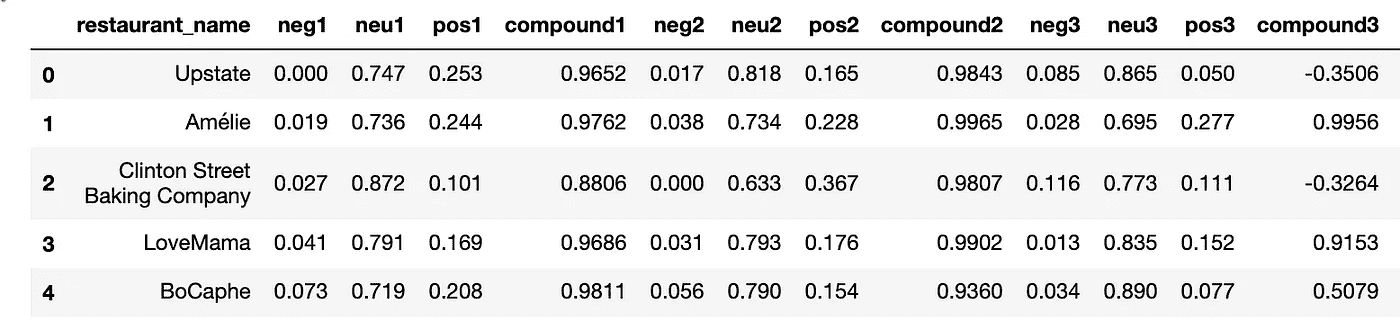 restaurant_name neg1 neu1 pos1 compound1 neg2 neu2 pos2 compound2 neg3 neu3 pos3 compound3
0 Upstate 0.000 0.747 0.253 0.9652 0.017 0.818 0.165 0.9843 0.085 0.865 0.050 -0.3506
1 Amélie 0.019 0.736 0.244 0.9762 0.038 0.734 0.228 0.9965 0.028 0.695 0.277 0.9956
Clinton Street
2 Baking Company 0.027 0.872 0.101 0.8806 0.000 0.633 0.367 0.9807 0.116 0.773 0.111 -0.3264
3 LoveMama 0.041 0.791 0.169 0.9686 0.031 0.793 0.176 0.9902 0.013 0.835 0.152 0.9153
4 BoCaphe 0.073 0.719 0.208 0.9811 0.056 0.790 0.154 0.9360 0.034 0.890 0.077 0.5079